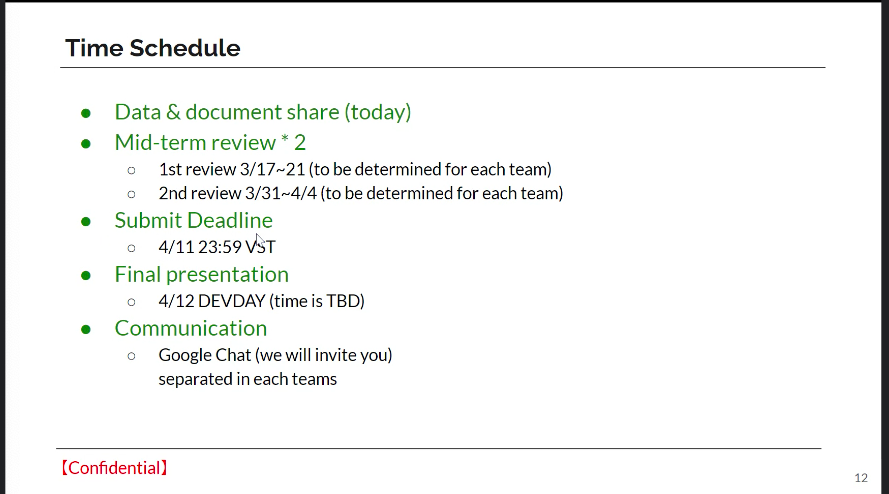 Time Schedule
● Data & document share (today)
● Mid-term review * 2
○ 1st review 3/17~21 (to be determined for each team)
○ 2nd review 3/31~4/4 (to be determined for each team)
● Submit Deadline
○ 4/11 23:59 VST
● Final presentation
○ 4/12 DEVDAY (time is TBD)
● Communication
○ Google Chat (we will invite you)
separated in each teams
【Confidential】
12